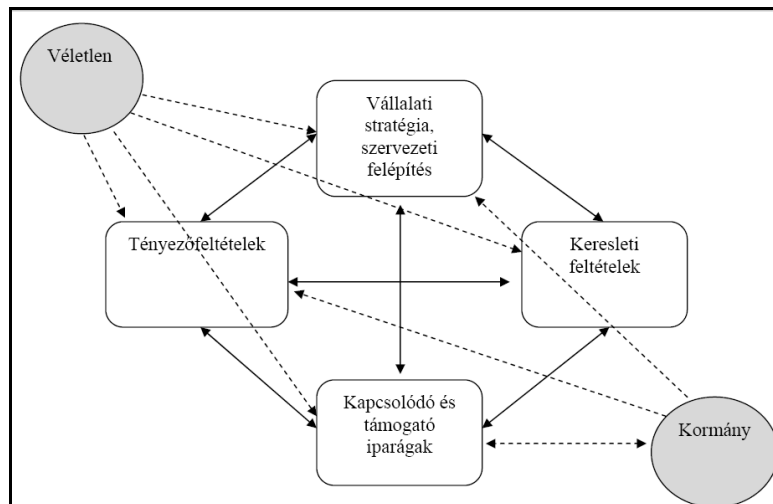 Véletlen
Vállalati
stratégia,
szervezeti
felépítés
Tényezőfeltételek
Keresleti
feltételek
Kapcsolódó és
támogató
iparágak
Kormány